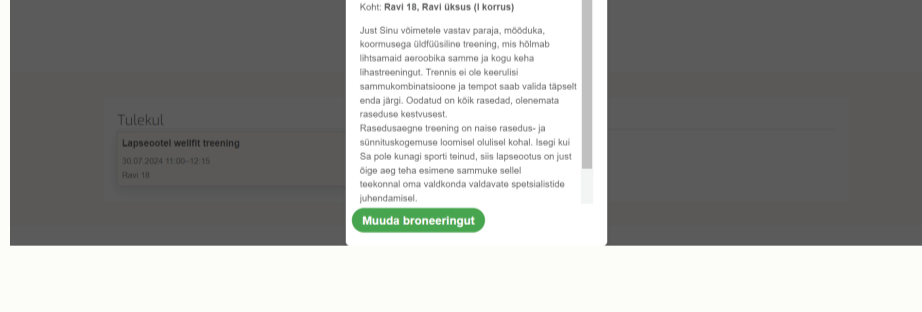 Koht: Ravi 18, Ravi üksus (I korrus)
Just Sinu võimetele vastav paraja, mõõduka,
koormusega üldfüüsiline treening, mis hõlmab
lihtsamaid aeroobika samme ja kogu keha
lihastreeningut. Trennis ei ole keerulisi
sammukombinatsioone ja tempot saab valida täpselt
enda järgi. Oodatud on kõik rasedad, olenemata
raseduse kestvusest.
Rasedusaegne treening on naise rasedus- ja
sünnituskogemuse loomisel olulisel kohal. Isegi kui
Sa pole kunagi sporti teinud, siis lapseootus on just
õige aeg teha esimene sammuke sellel
teekonnal oma valdkonda valdavate spetsialistide
juhendamisel.
Muuda broneeringut
Tulekul
Lapseootel wellfit treening
30.07.2024 11:00-12:15
Ravi 18